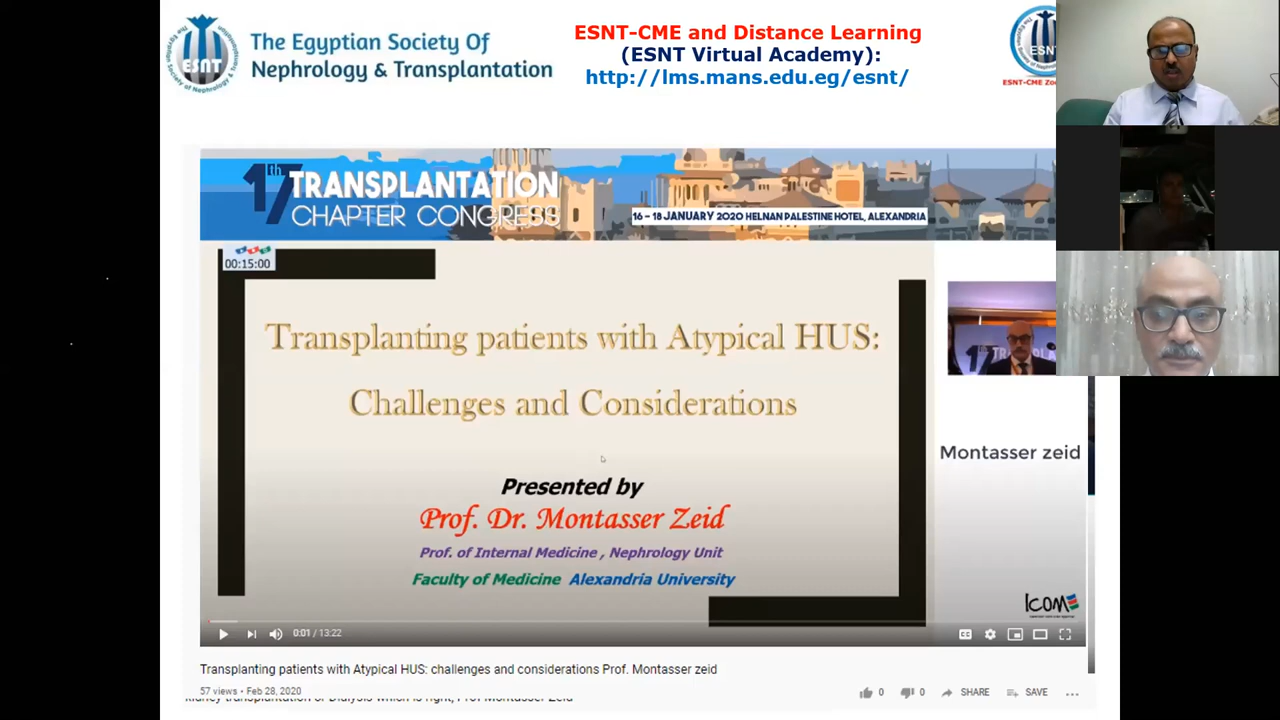 The Egyptian Society Of
Nephrology & Transplantation
ESNT
ESNT-CME and Distance Learning
(ESNT Virtual Academy):
http://lms.mans.edu.eg/esnt/
17th TRANSPLANTATION
CHAPTER CONGRESS
16 - 18 JANUARY 2020 HELNAN PALESTINE HOTEL, ALEXANDRIA
00:15:00
Transplanting patients with Atypical HUS:
Challenges and Considerations
Presented by
Prof. Dr. Montasser Zeid
Prof. of Internal Medicine , Nephrology Unit
Faculty of Medicine Alexandria University
Montasser zeid
ICOM
0:01 / 13:22
Transplanting patients with Atypical HUS: challenges and considerations Prof. Montasser zeid
57 views • Feb 28, 2020
0
0
SHARE
SAVE